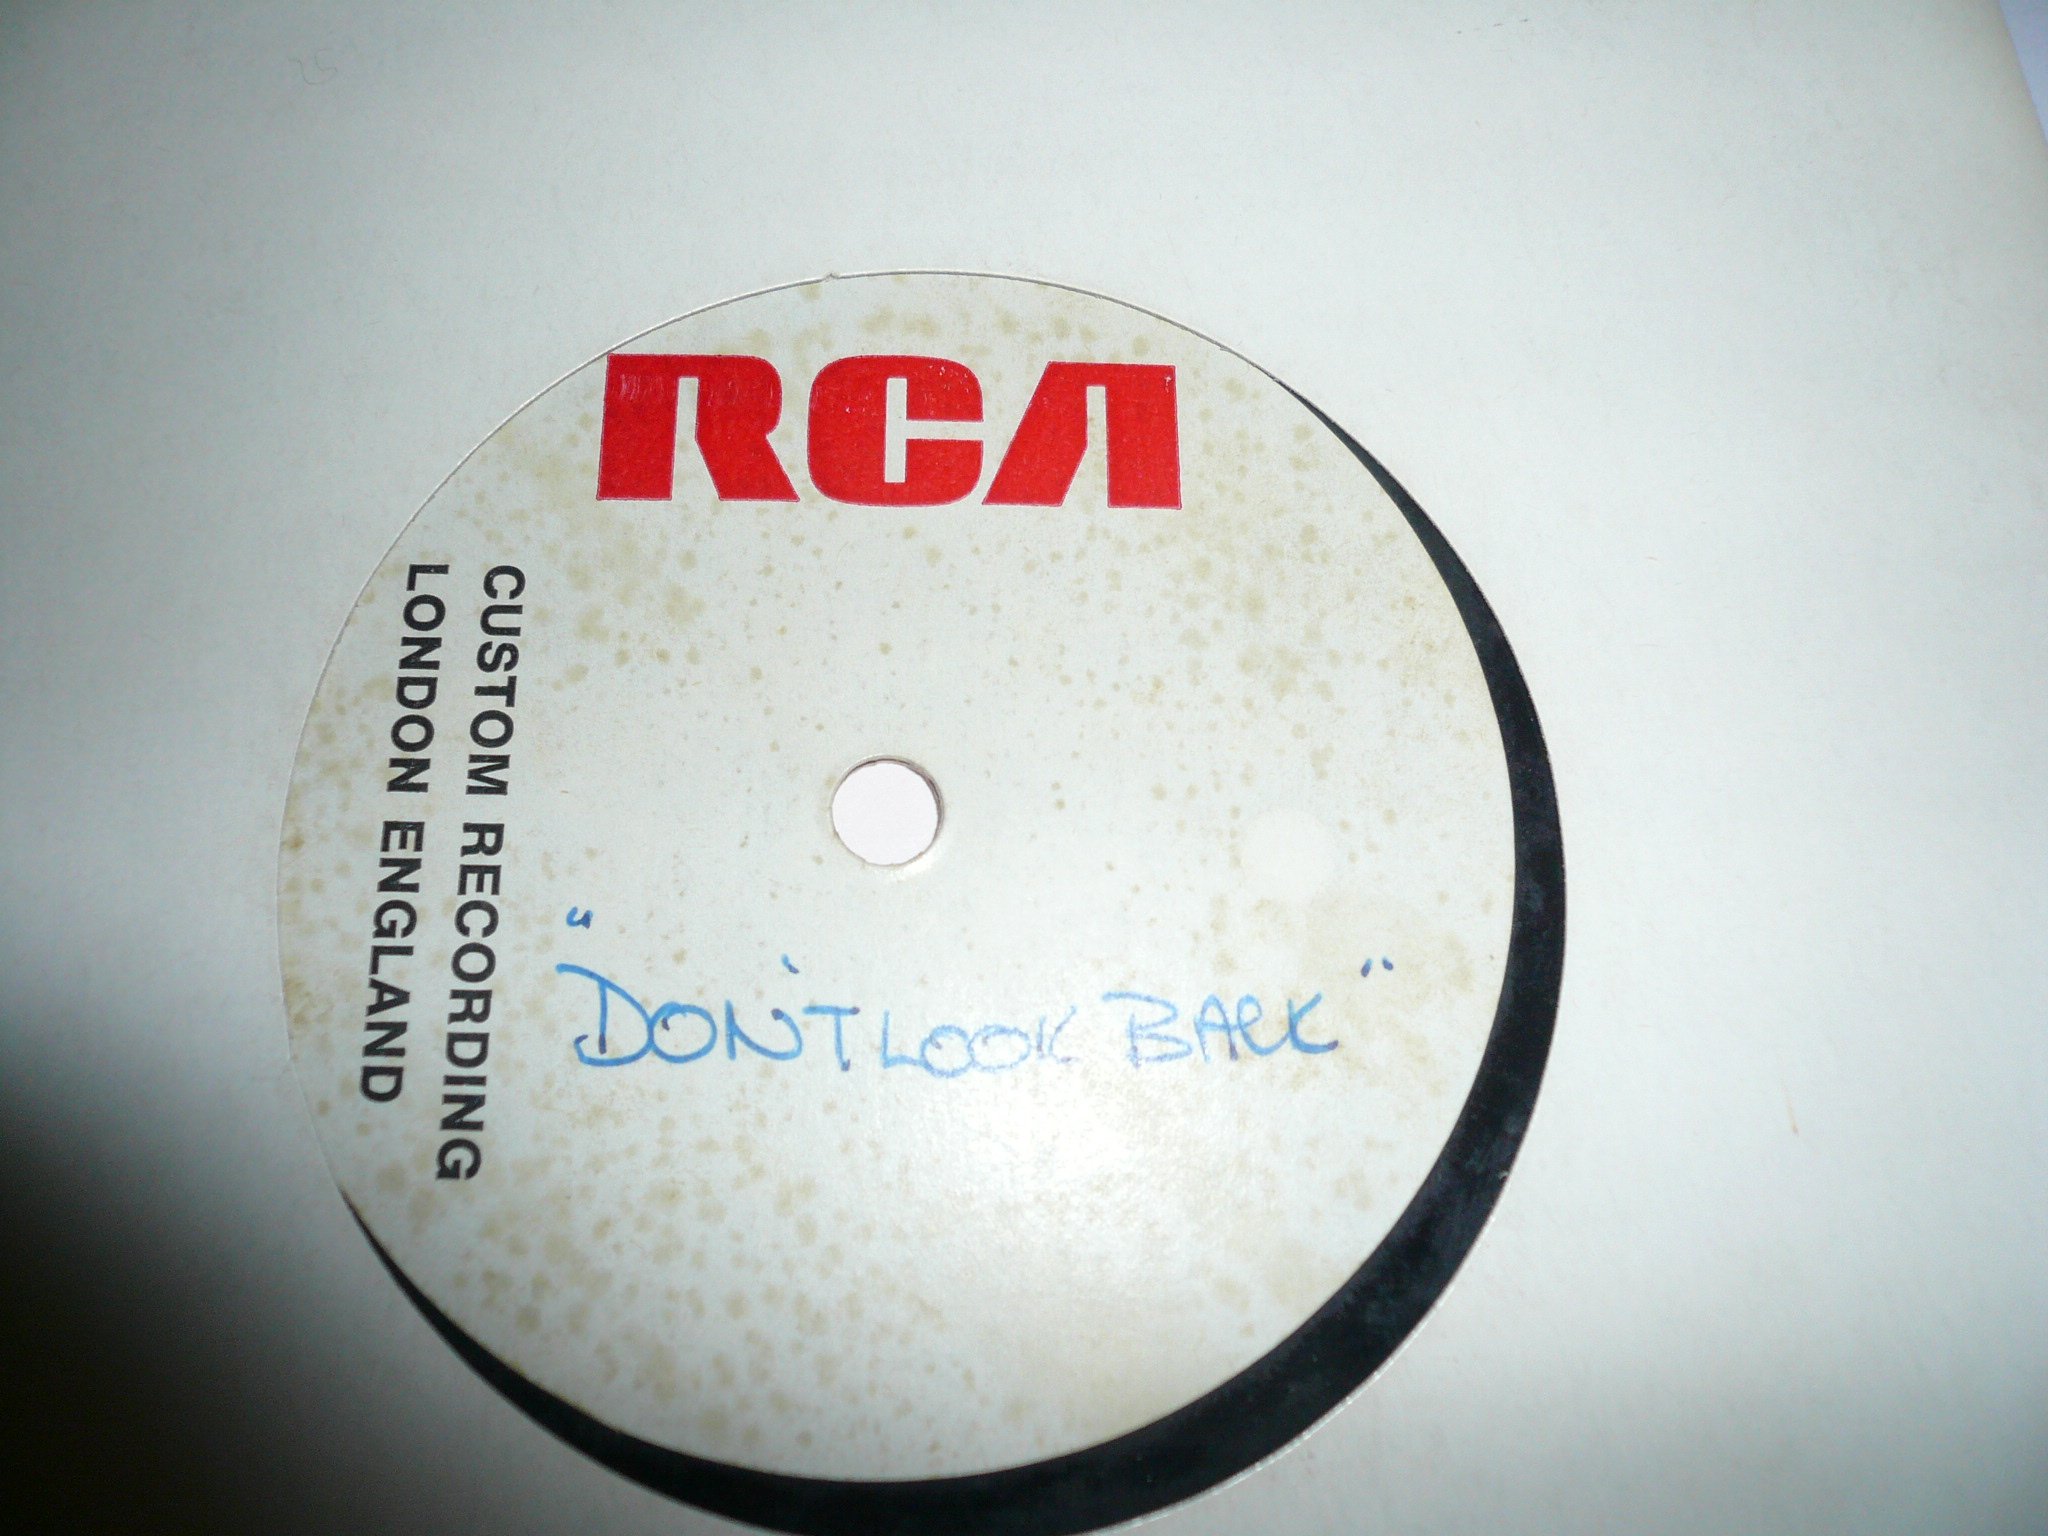 RCA
CUSTOM RECORDING
LONDON ENGLAND
"DON'T LOOK BACK"